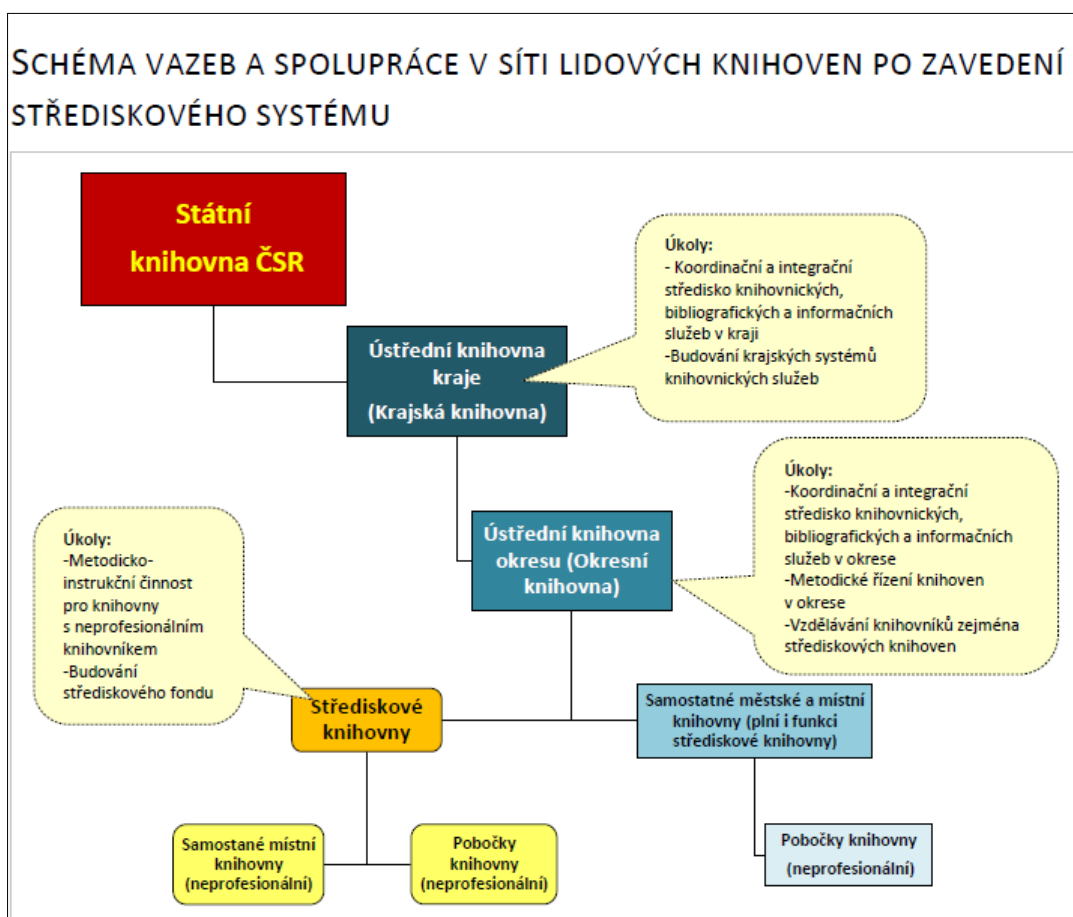 SCHÉMA VAZEB A SPOLUPRÁCE V SÍTI LIDOVÝCH KNIHOVEN PO ZAVEDENÍ
STŘEDISKOVÉHO SYSTÉMU
Státní
knihovna ČSR
Úkoly:
- Koordinační a integrační
středisko knihovnických,
bibliografických a informačních
služeb v kraji
-Budování krajských systémů
knihovnických služeb
Ústřední knihovna
kraje
(Krajská knihovna)
Úkoly:
-Koordinační a integrační
středisko knihovnických,
bibliografických a informačních
služeb v okrese
-Metodické řízení knihoven
v okrese
-Vzdělávání knihovníků zejména
střediskových knihoven
Ústřední knihovna
okresu (Okresní
knihovna)
Úkoly:
-Metodicko-
instrukční činnost
pro knihovny
s neprofesionálním
knihovníkem
-Budování
střediskového fondu
Střediskové
knihovny
Samostatné městské a místní
knihovny (plní i funkci
střediskové knihovny)
Samostané místní
knihovny
(neprofesionální)
Pobočky
knihovny
(neprofesionální)
Pobočky knihovny
(neprofesionální)